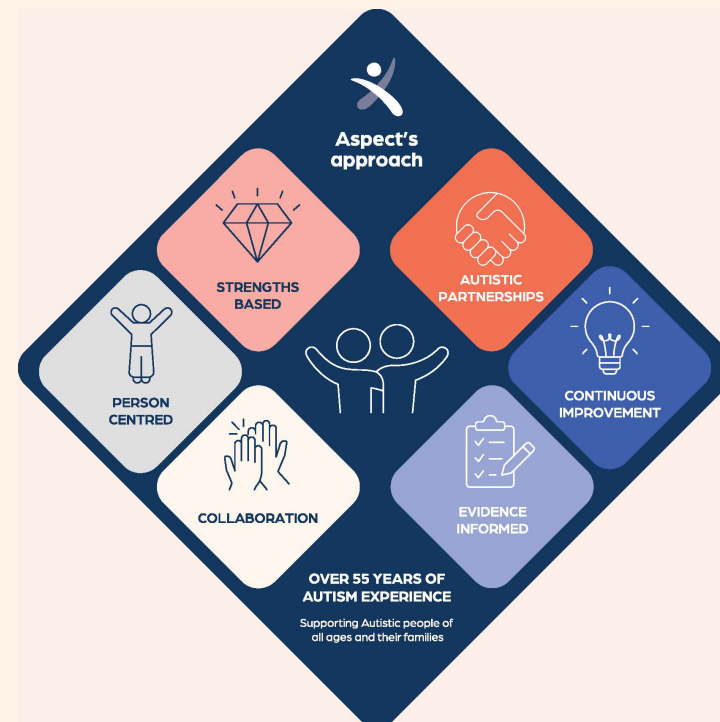 Aspect's
approach
STRENGTHS
BASED
AUTISTIC
PARTNERSHIPS
PERSON
CENTRED
CONTINUOUS
IMPROVEMENT
COLLABORATION
EVIDENCE
INFORMED
OVER 55 YEARS OF
AUTISM EXPERIENCE
Supporting Autistic people of
all ages and their families